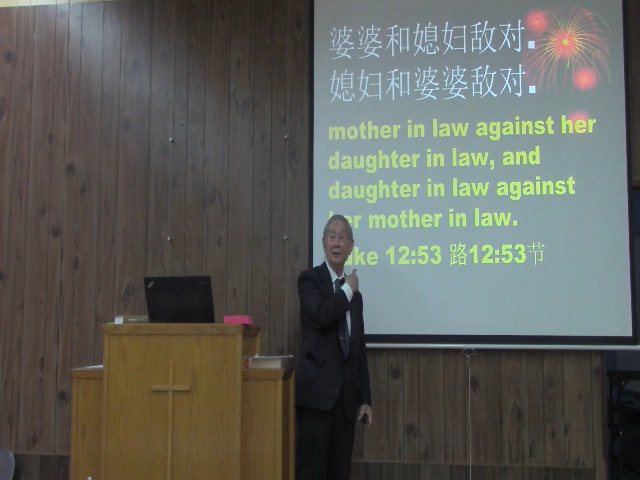 婆婆和媳妇敌对.
媳妇和婆婆敌对.
mother in law against her
daughter in law, and
daughter in law against
her mother in law.
12:53 路12:53节